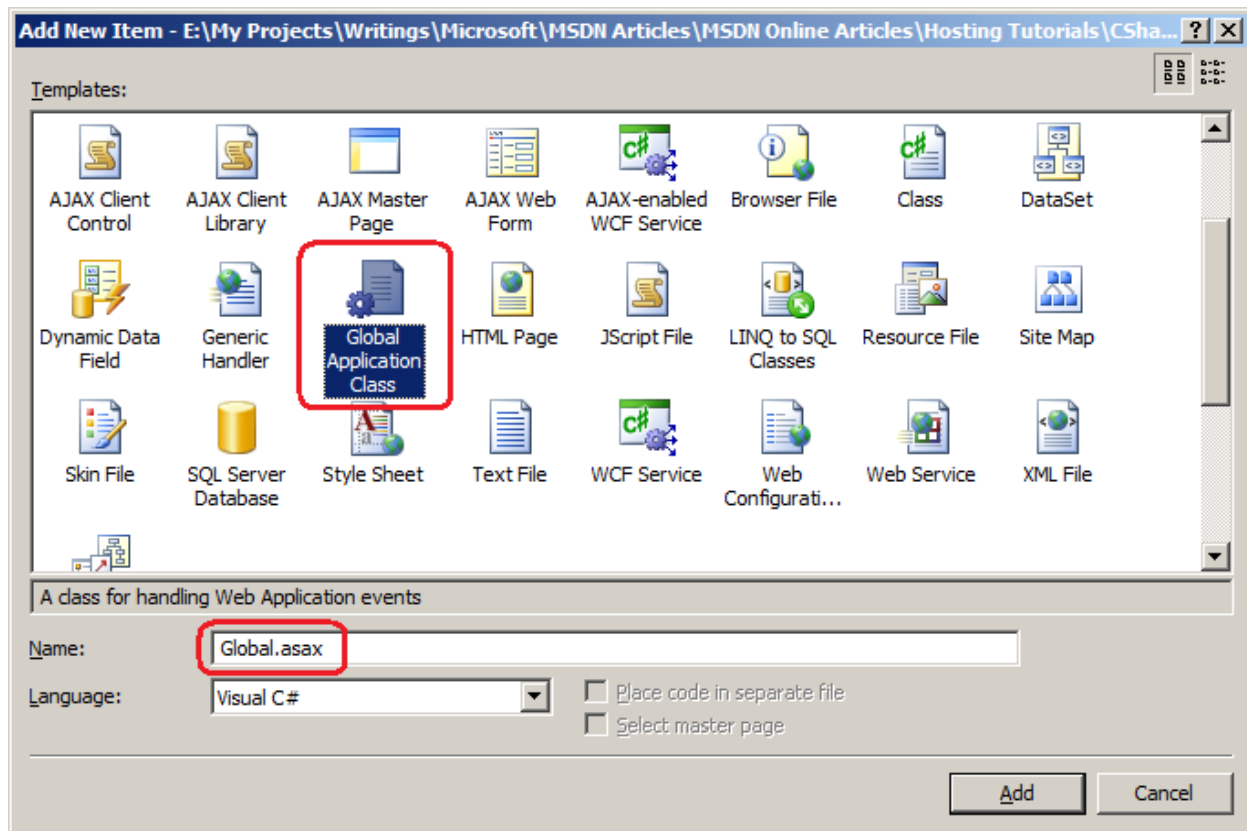 Add New Item - E:\My Projects\Writings\Microsoft\MSDN Articles\MSDN Online Articles\Hosting Tutorials\CSha...
Templates:
AJAX Client Control
AJAX Client Library
AJAX Master Page
AJAX Web Form
AJAX-enabled WCF Service
Browser File
Class
DataSet
Dynamic Data Field
Generic Handler
Global Application Class
HTML Page
JScript File
LINQ to SQL Classes
Resource File
Site Map
Skin File
SQL Server Database
Style Sheet
Text File
WCF Service
Web Configurati...
Web Service
XML File
A class for handling Web Application events
Name: Global.asax
Language: Visual C#
Place code in separate file
Select master page
Add Cancel